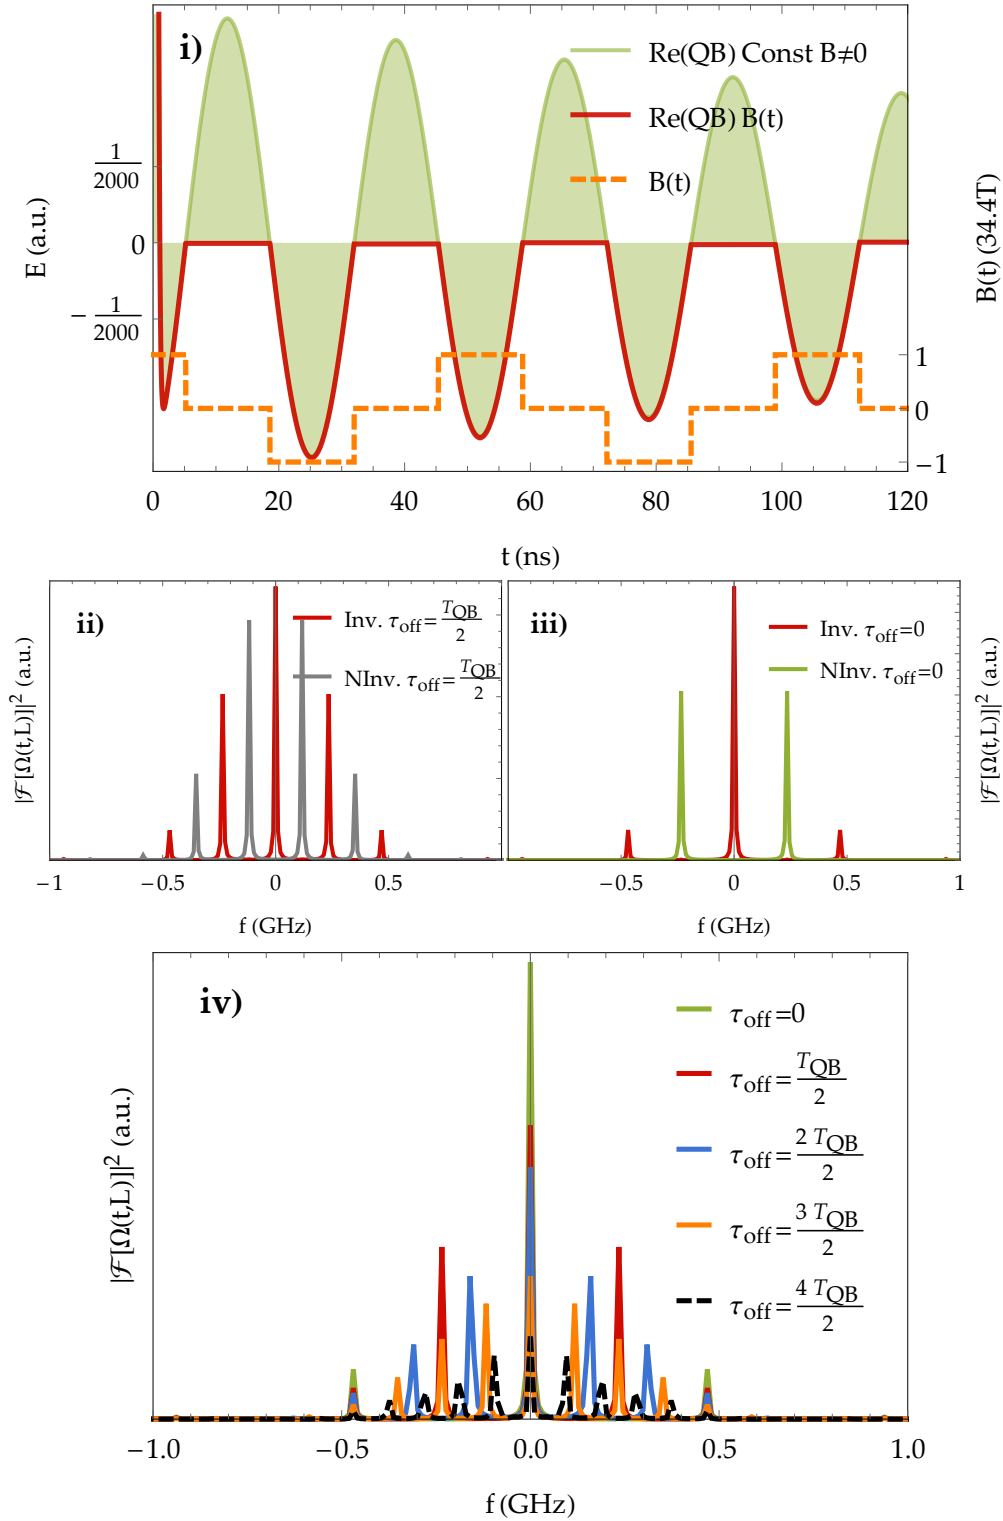 i)
Re(QB) Const B≠0
Re(QB) B(t)
B(t)
1/2000
0
−1/2000
E (a.u.)
B(t) (34.4T)
1
0
−1
0 20 40 60 80 100 120
t (ns)
ii)
Inv. τoff=TQB/2
NInv. τoff=TQB/2
|ℱ[Ω(t,L)]|² (a.u.)
−1 −0.5 0 0.5
f (GHz)
iii)
Inv. τoff=0
NInv. τoff=0
|ℱ[Ω(t,L)]|² (a.u.)
−0.5 0 0.5 1
f (GHz)
iv)
τoff=0
τoff=TQB/2
τoff=2 TQB/2
τoff=3 TQB/2
τoff=4 TQB/2
|ℱ[Ω(t,L)]|² (a.u.)
−1.0 −0.5 0.0 0.5 1.0
f (GHz)